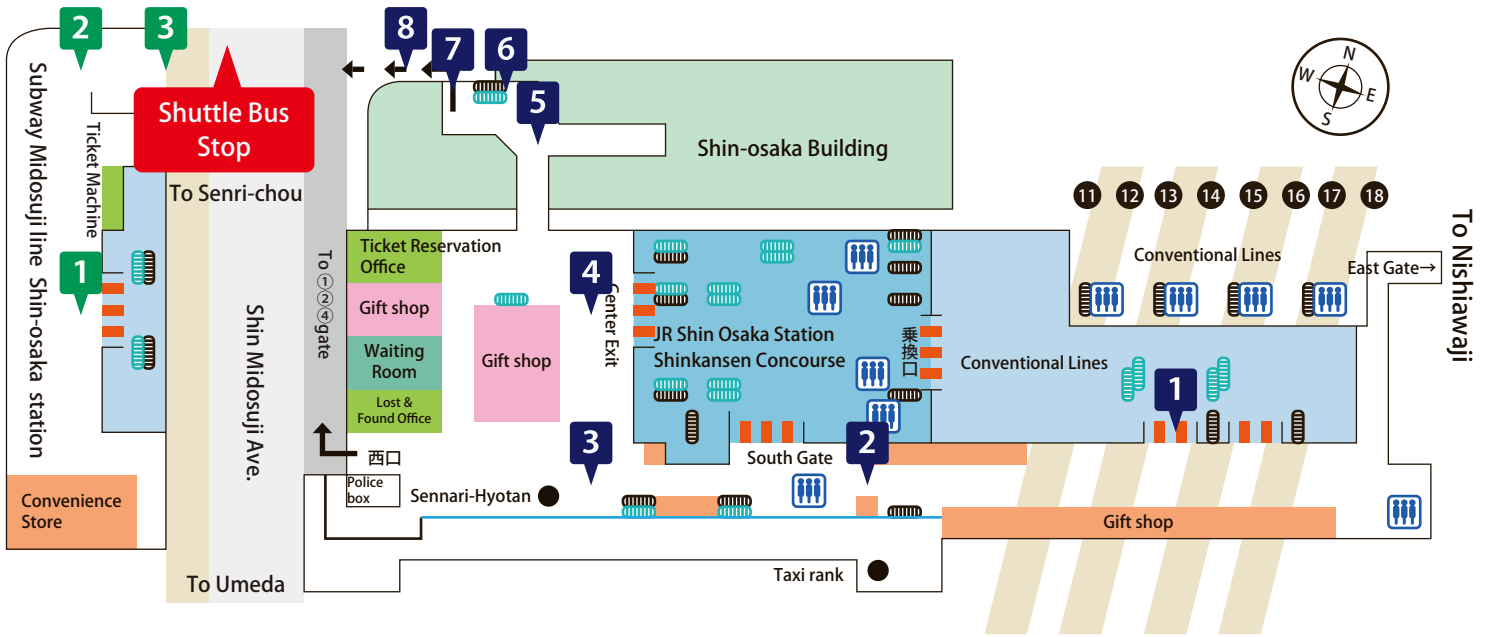 2
3
8
7
6
5
N
W
E
S
Shuttle Bus
Stop
Subway Midosuji line Shin-osaka station
Ticket Machine
To Senri-chou
Shin-osaka Building
11
12
13
14
15
16
17
18
To Nishiawaji
1
To①②④gate
Ticket Reservation
Office
Gift shop
Waiting
Room
Lost &
Found Office
Gift shop
4
Center Exit
JR Shin Osaka Station
Shinkansen Concourse
乗換口
Conventional Lines
East Gate→
Conventional Lines
1
Shin Midosuji Ave.
西口
3
South Gate
2
Police
box
Sennari-Hyotan
Convenience
Store
Gift shop
Taxi rank
To Umeda